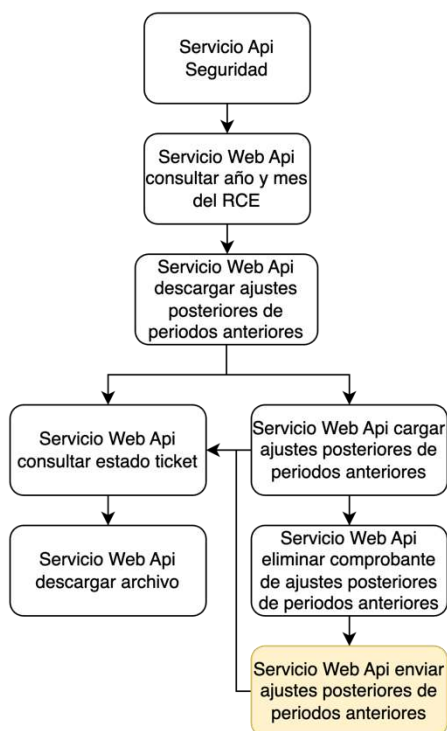 Servicio Api
Seguridad
Servicio Web Api
consultar año y mes
del RCE
Servicio Web Api
descargar ajustes
posteriores de
periodos anteriores
Servicio Web Api
consultar estado ticket
Servicio Web Api cargar
ajustes posteriores de
periodos anteriores
Servicio Web Api
descargar archivo
Servicio Web Api
eliminar comprobante
de ajustes posteriores
de periodos anteriores
Servicio Web Api enviar
ajustes posteriores de
periodos anteriores